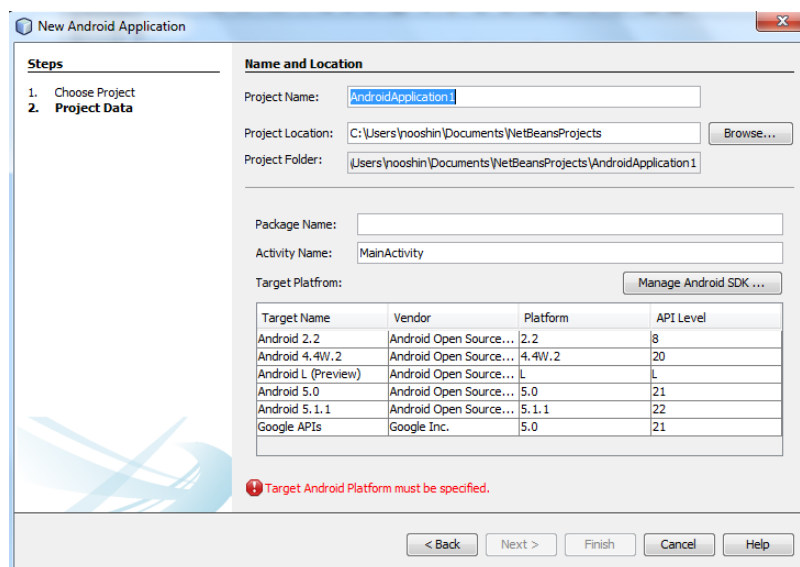 New Android Application
Steps
1. Choose Project
2. Project Data
Name and Location
Project Name: AndroidApplication1
Project Location: C:\Users\nooshin\Documents\NetBeansProjects Browse...
Project Folder: Users\nooshin\Documents\NetBeansProjects\AndroidApplication1
Package Name:
Activity Name: MainActivity
Target Platfrom: Manage Android SDK ...
Target Name Vendor Platform API Level
Android 2.2 Android Open Source... 2.2 8
Android 4.4W.2 Android Open Source... 4.4W.2 20
Android L (Preview) Android Open Source... L L
Android 5.0 Android Open Source... 5.0 21
Android 5.1.1 Android Open Source... 5.1.1 22
Google APIs Google Inc. 5.0 21
Target Android Platform must be specified.
< Back Next > Finish Cancel Help